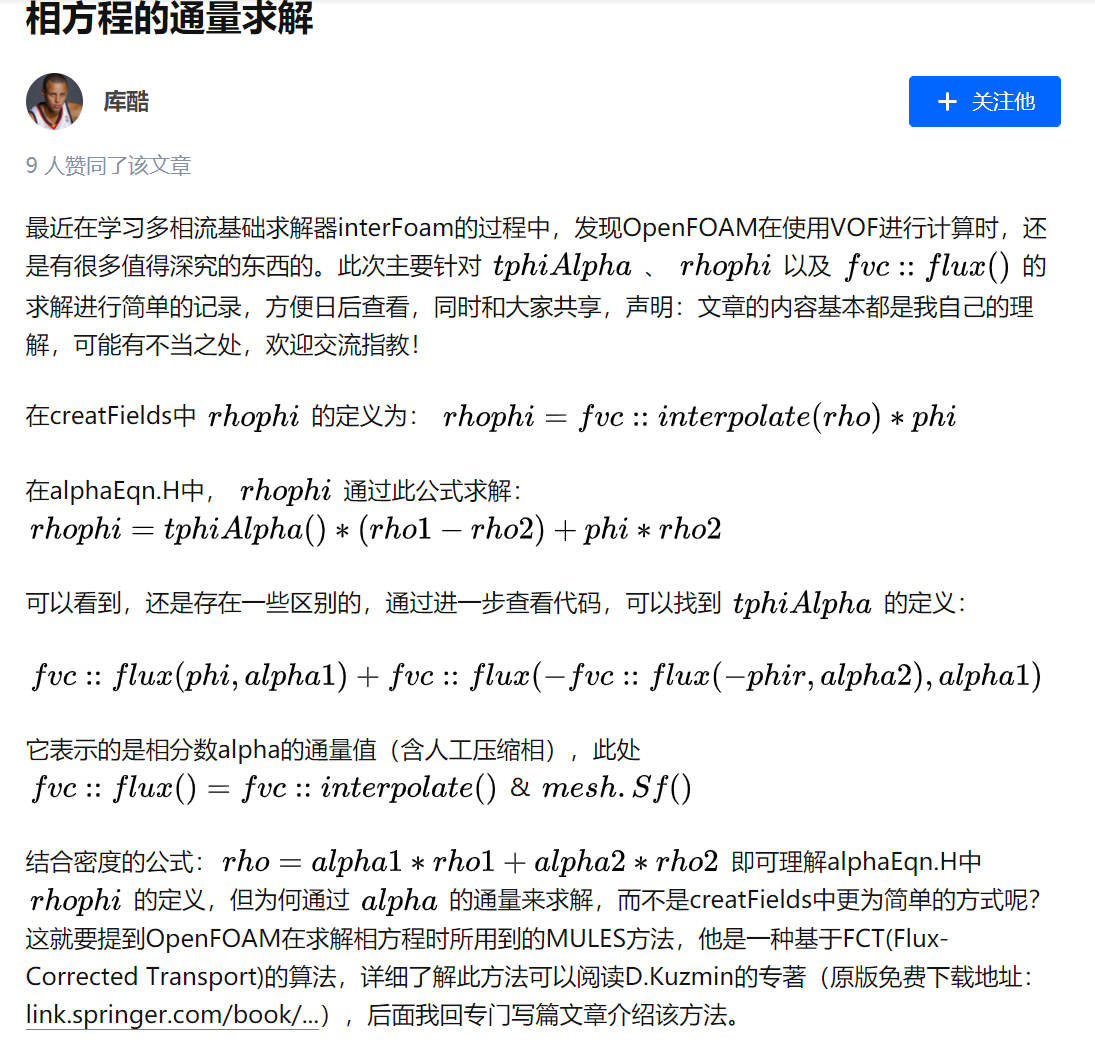 相方程的通量求解
库酷
+ 关注他
9 人赞同了该文章
最近在学习多相流基础求解器interFoam的过程中，发现OpenFOAM在使用VOF进行计算时，还
是有很多值得深究的东西的。此次主要针对 tphiAlpha 、 rhophi 以及 fvc :: flux() 的
求解进行简单的记录，方便日后查看，同时和大家共享，声明：文章的内容基本都是我自己的理
解，可能有不当之处，欢迎交流指教！
在creatFields中 rhophi 的定义为： rhophi = fvc :: interpolate(rho) ∗ phi
在alphaEqn.H中， rhophi 通过此公式求解：
rhophi = tphiAlpha() ∗ (rho1 − rho2) + phi ∗ rho2
可以看到，还是存在一些区别的，通过进一步查看代码，可以找到 tphiAlpha 的定义：
fvc :: flux(phi, alpha1) + fvc :: flux(−fvc :: flux(−phir, alpha2), alpha1)
它表示的是相分数alpha的通量值（含人工压缩相），此处
fvc :: flux() = fvc :: interpolate() & mesh. Sf()
结合密度的公式： rho = alpha1 ∗ rho1 + alpha2 ∗ rho2 即可理解alphaEqn.H中
rhophi 的定义，但为何通过 alpha 的通量来求解，而不是creatFields中更为简单的方式呢？
这就要提到OpenFOAM在求解相方程时所用到的MULES方法，他是一种基于FCT(Flux-
Corrected Transport)的算法，详细了解此方法可以阅读D.Kuzmin的专著（原版免费下载地址：
link.springer.com/book/...），后面我回专门写篇文章介绍该方法。